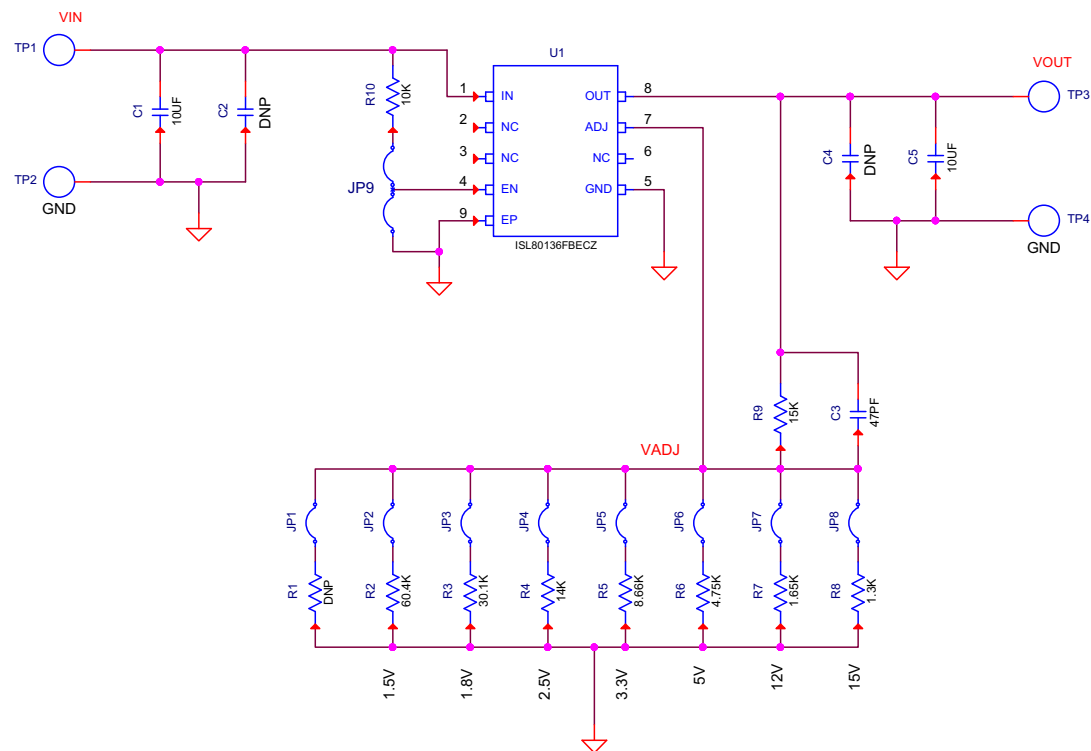 VIN
TP1
C1
10UF
C2
DNP
R10
10K
TP2
GND
JP9
U1
1
IN
OUT
8
2
NC
ADJ
7
3
NC
NC
6
4
EN
GND
5
9
EP
ISL80136FBECZ
VOUT
TP3
C4
DNP
C5
10UF
TP4
GND
R9
15K
C3
47PF
VADJ
JP1
JP2
JP3
JP4
JP5
JP6
JP7
JP8
R1
DNP
R2
60.4K
R3
30.1K
R4
14K
R5
8.66K
R6
4.75K
R7
1.65K
R8
1.3K
1.5V
1.8V
2.5V
3.3V
5V
12V
15V